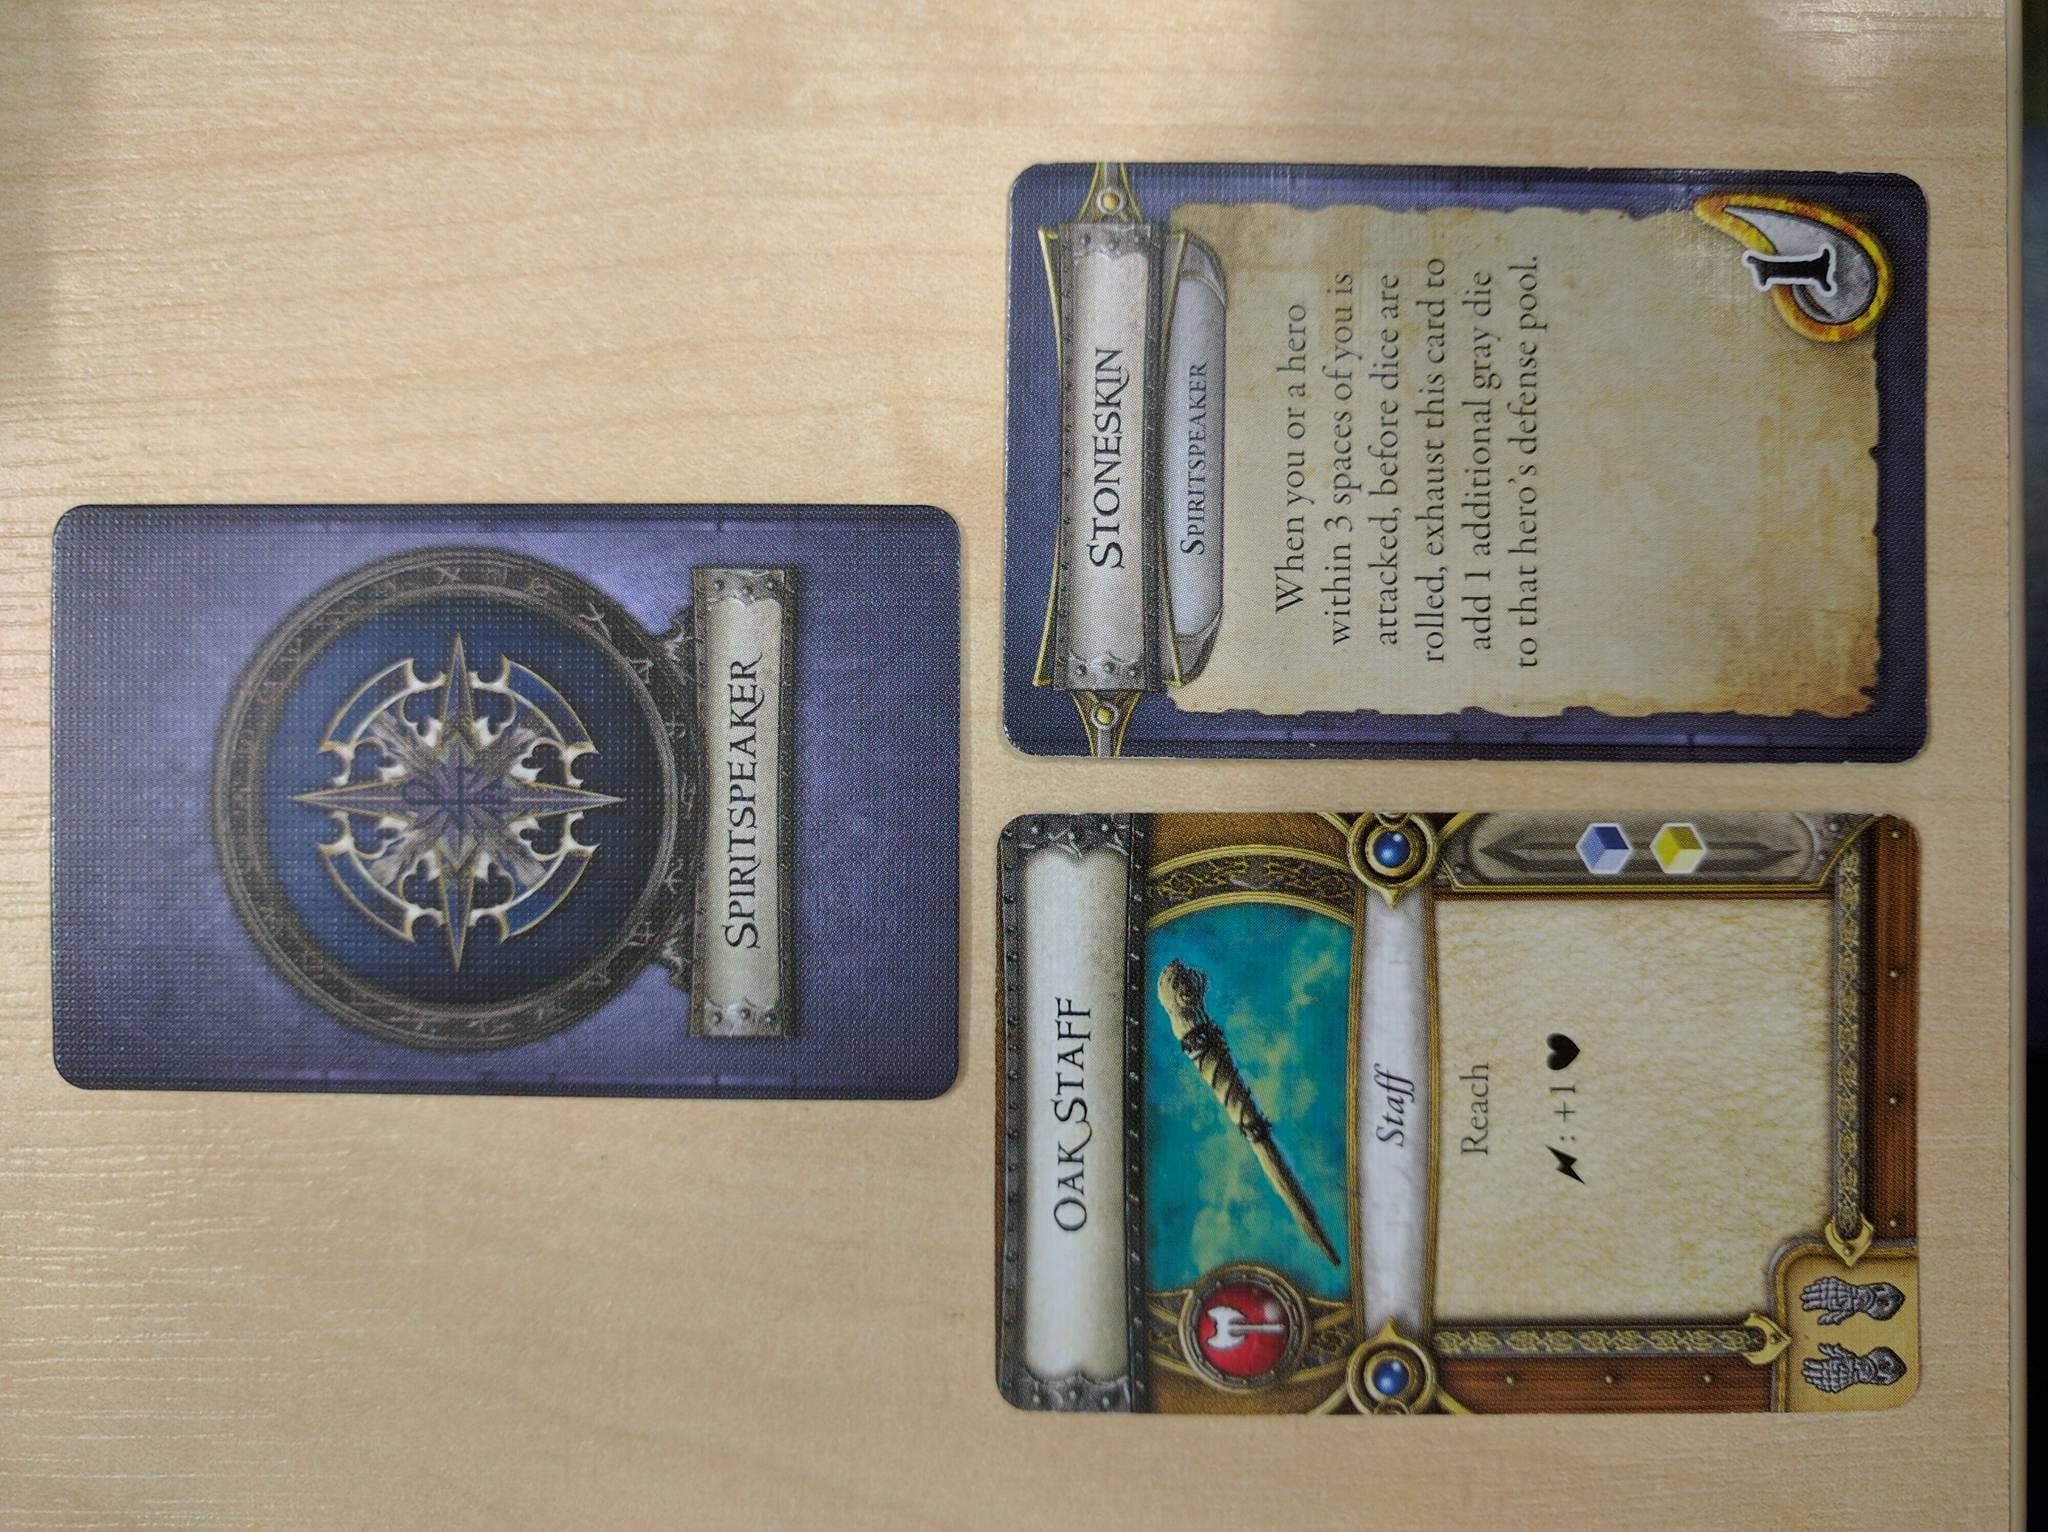 SPIRITSPEAKER
OAK STAFF
Staff
Reach
: +1
STONESKIN
SPIRITSPEAKER
When you or a hero
within 3 spaces of you is
attacked, before dice are
rolled, exhaust this card to
add 1 additional gray die
to that hero's defense pool.
1